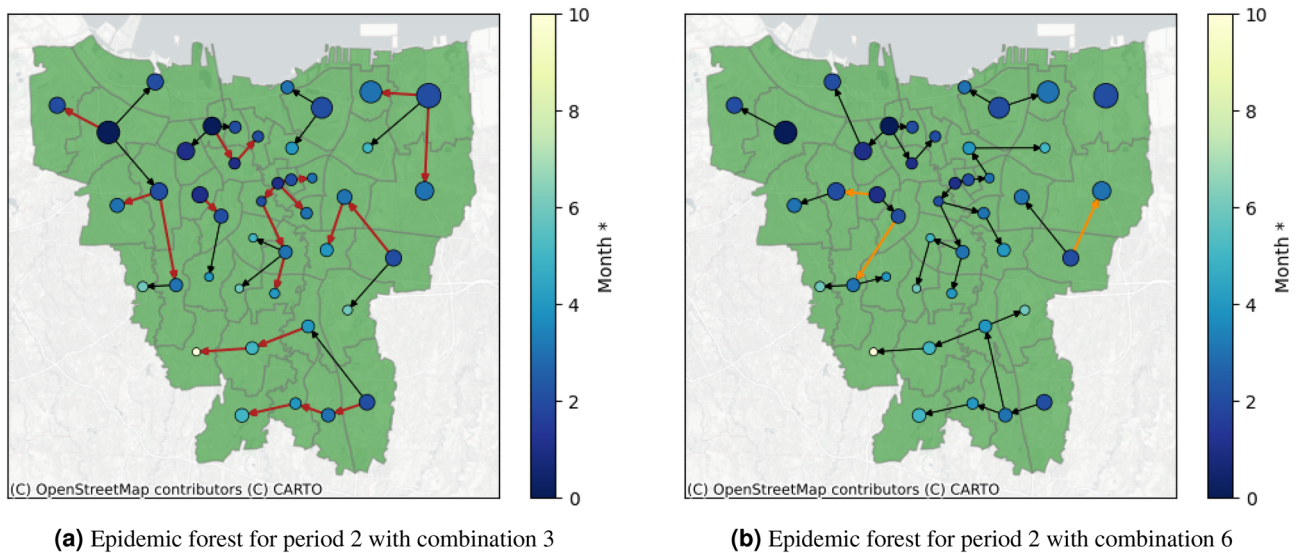 10
8
6
4
2
0
Month *
(C) OpenStreetMap contributors (C) CARTO
10
8
6
4
2
0
Month *
(C) OpenStreetMap contributors (C) CARTO
(a) Epidemic forest for period 2 with combination 3
(b) Epidemic forest for period 2 with combination 6